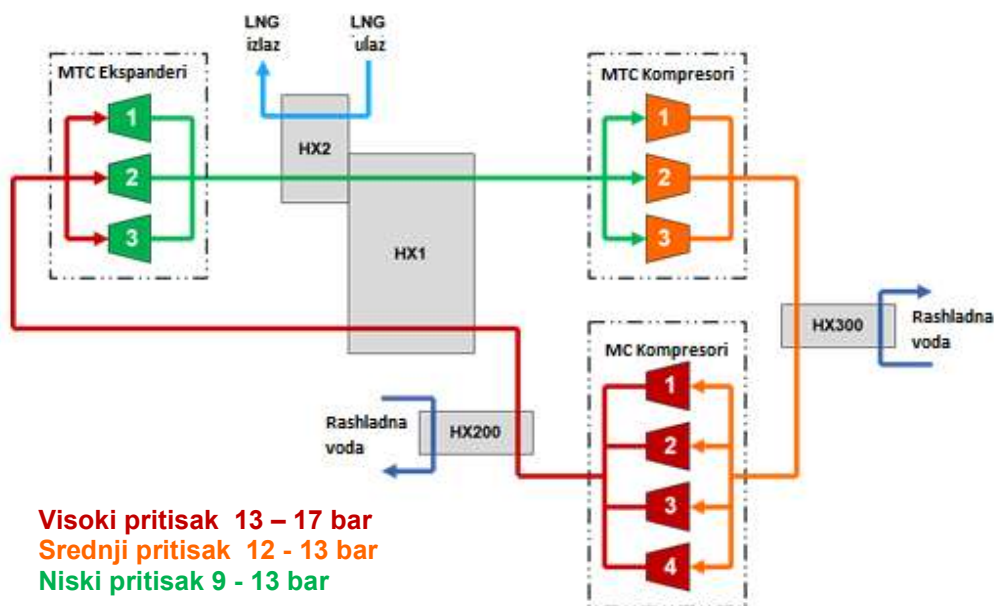 LNG
izlaz
LNG
ulaz
MTC Ekspanderi
1
2
3
HX2
HX1
MTC Kompresori
1
2
3
HX300
Rashladna
voda
MC Kompresori
1
2
3
4
Rashladna
voda
HX200
Visoki pritisak 13 – 17 bar
Srednji pritisak 12 - 13 bar
Niski pritisak 9 - 13 bar